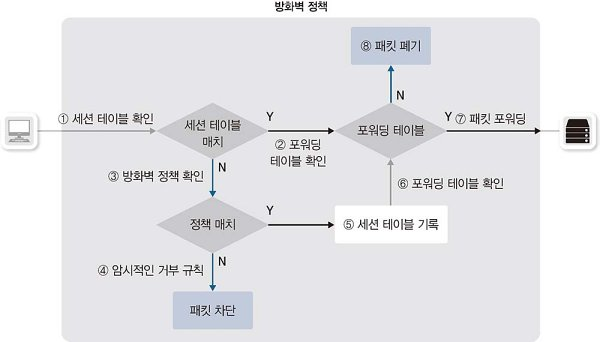 방화벽 정책
⑧ 패킷 폐기
① 세션 테이블 확인
세션 테이블
매치
Y
② 포워딩
테이블 확인
포워딩 테이블
N
Y
⑦ 패킷 포워딩
③ 방화벽 정책 확인
N
⑥ 포워딩 테이블 확인
정책 매치
Y
⑤ 세션 테이블 기록
④ 암시적인 거부 규칙
N
패킷 차단